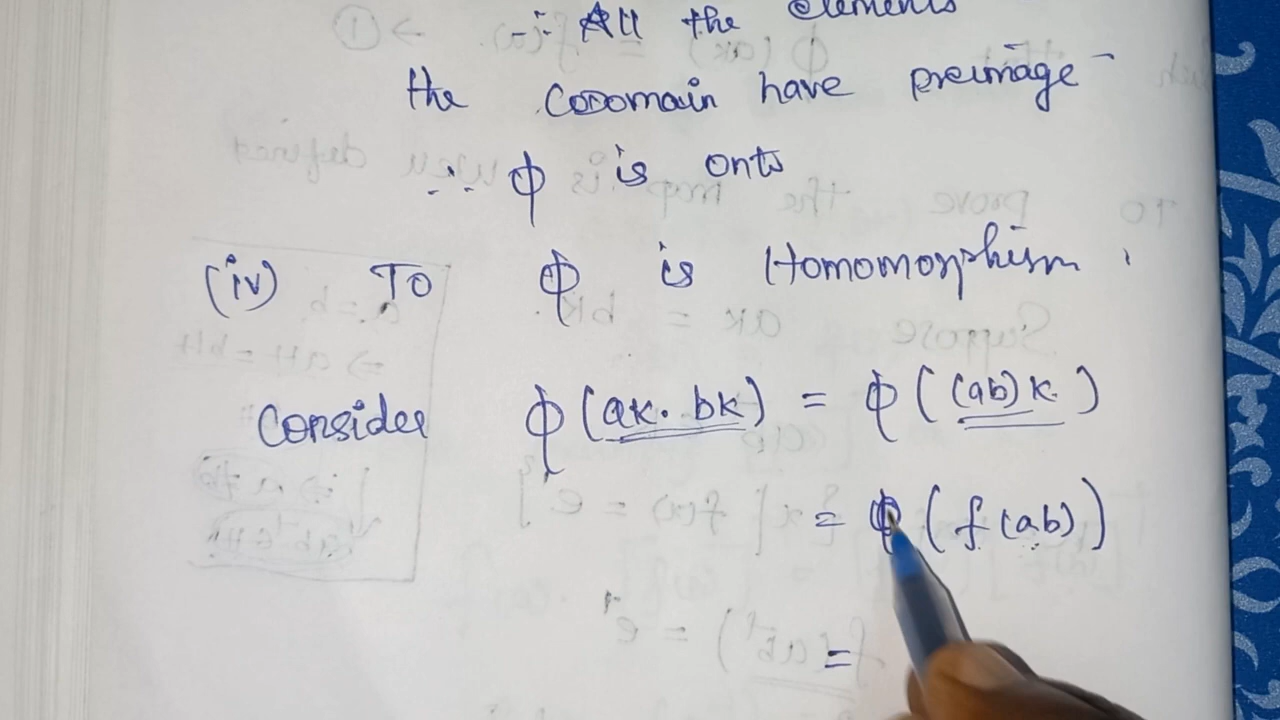 ∴ All the elements
the codomain have preimage
∴ ϕ is onto
(iv) To ϕ is Homomorphism.
Consider ϕ(ak. bk) = ϕ((ab)k.)
= ϕ(f(ab))
=